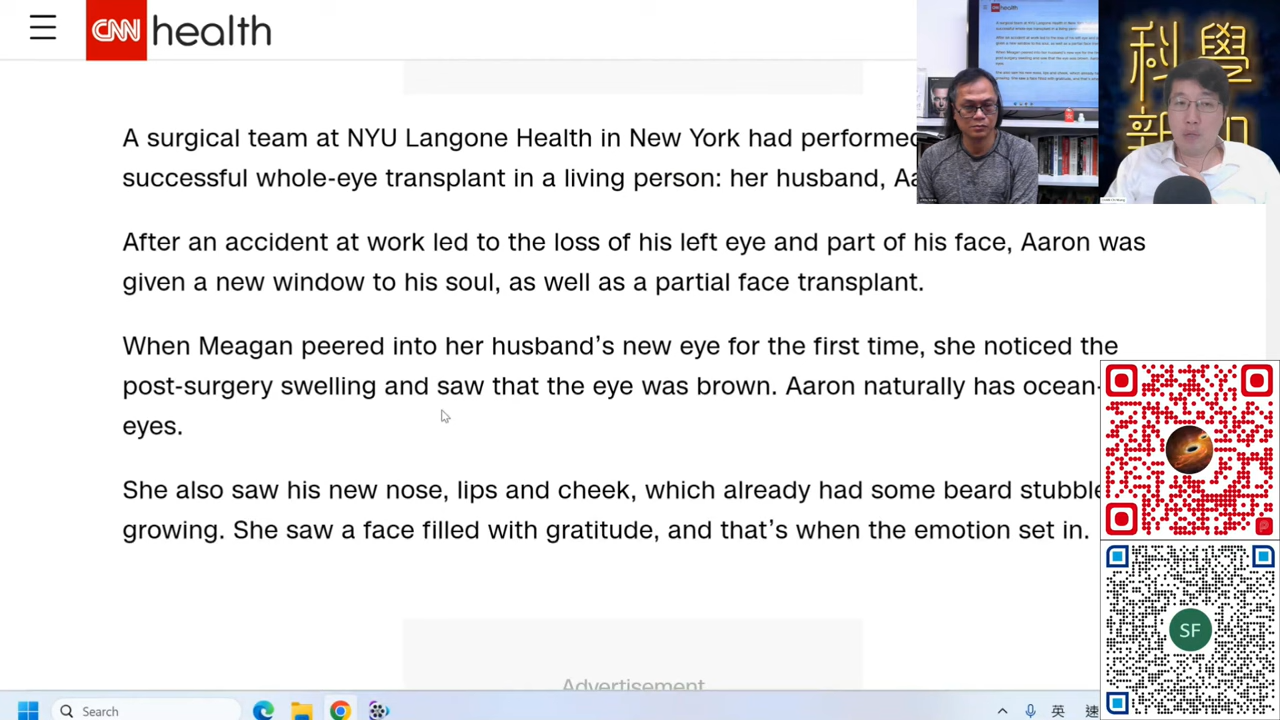 CNN health
A surgical team at NYU Langone Health in New York had performed
successful whole-eye transplant in a living person: her husband,
After an accident at work led to the loss of his left eye and part of his face, Aaron was
given a new window to his soul, as well as a partial face transplant.
When Meagan peered into her husband’s new eye for the first time, she noticed the
post-surgery swelling and saw that the eye was brown. Aaron naturally has ocean-
eyes.
She also saw his new nose, lips and cheek, which already had some beard stubble
growing. She saw a face filled with gratitude, and that’s when the emotion set in.
Advertisement
科學
新知
SF
Search
英
速